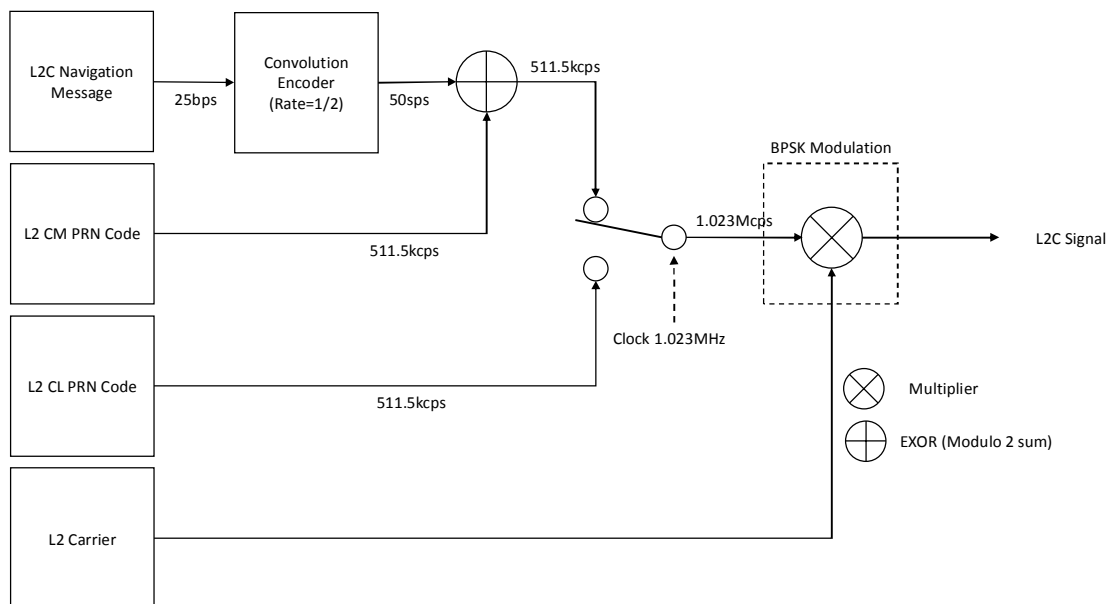 L2C Navigation
Message
25bps
Convolution
Encoder
(Rate=1/2)
50sps
511.5kcps
L2 CM PRN Code
511.5kcps
BPSK Modulation
1.023Mcps
L2C Signal
Clock 1.023MHz
L2 CL PRN Code
511.5kcps
Multiplier
EXOR (Modulo 2 sum)
L2 Carrier